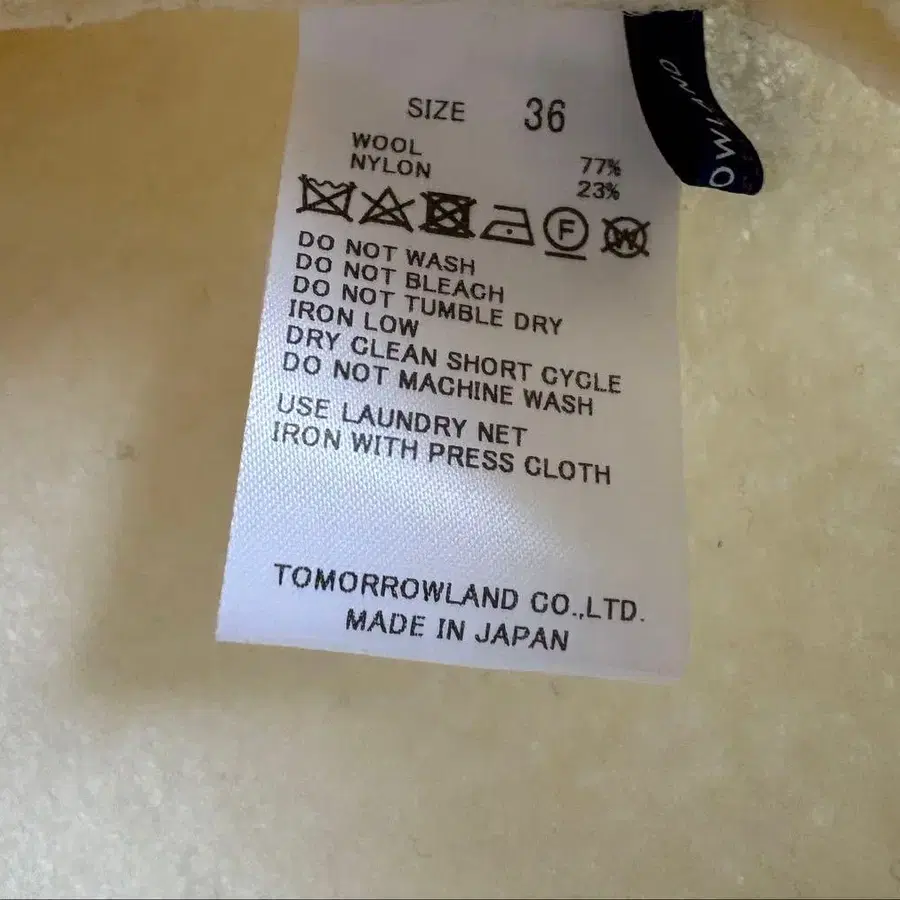 OWLAND
SIZE 36
WOOL 77%
NYLON 23%
F W
DO NOT WASH
DO NOT BLEACH
DO NOT TUMBLE DRY
IRON LOW
DRY CLEAN SHORT CYCLE
DO NOT MACHINE WASH
USE LAUNDRY NET
IRON WITH PRESS CLOTH
TOMORROWLAND CO.,LTD.
MADE IN JAPAN